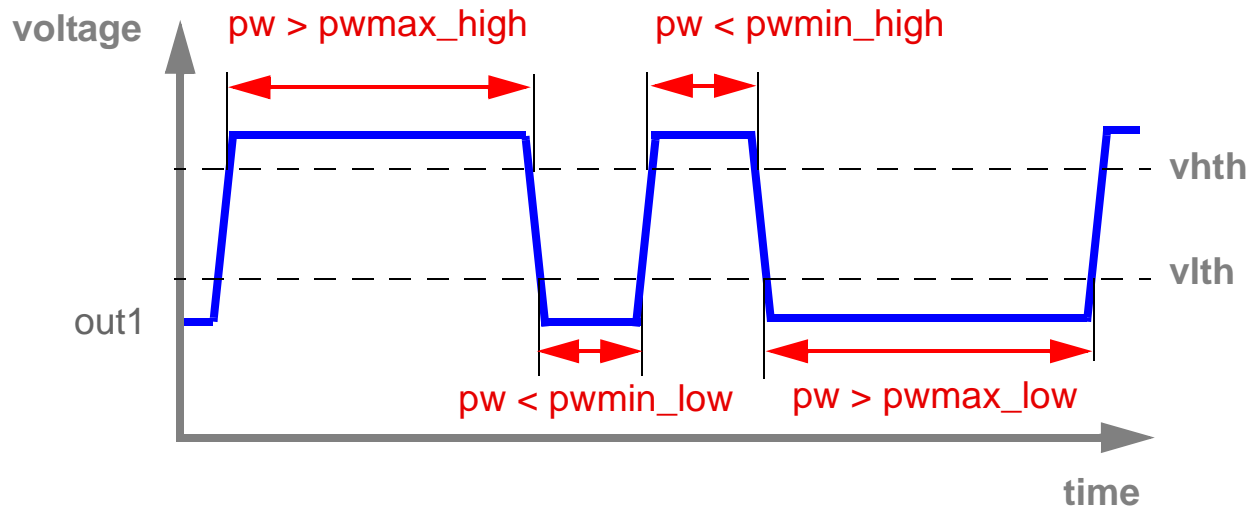 voltage
pw > pwmax_high
pw < pwmin_high
vhth
vlth
out1
pw < pwmin_low
pw > pwmax_low
time